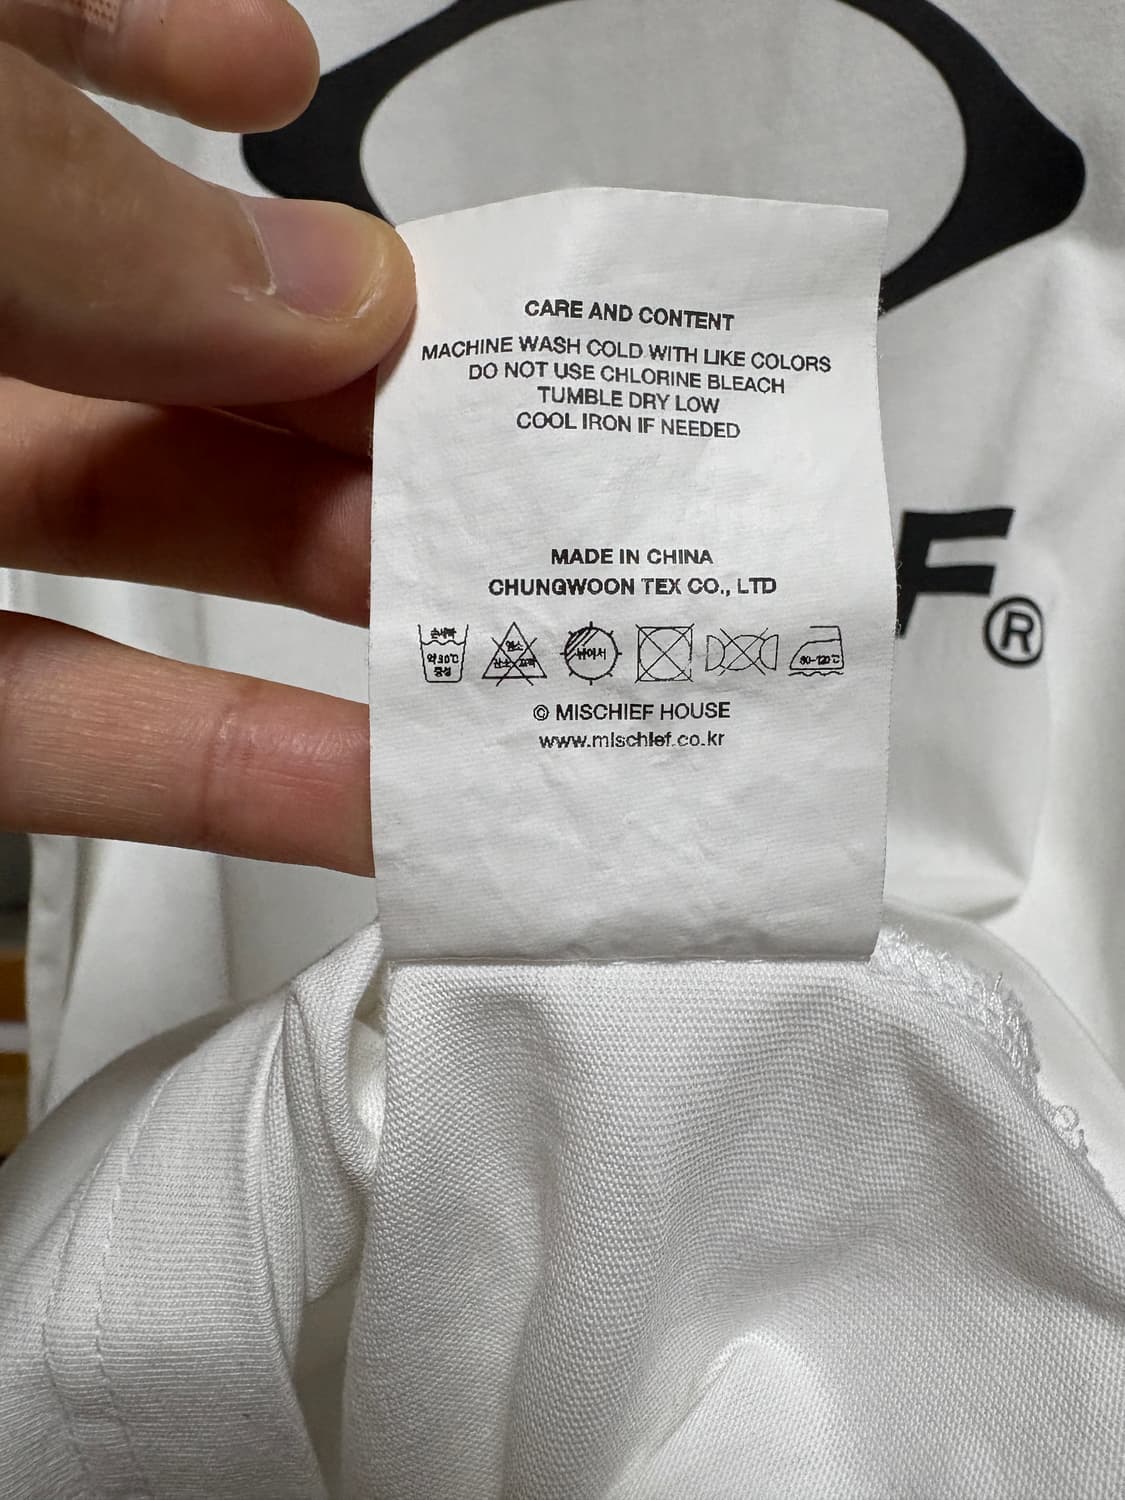 CARE AND CONTENT
MACHINE WASH COLD WITH LIKE COLORS
DO NOT USE CHLORINE BLEACH
TUMBLE DRY LOW
COOL IRON IF NEEDED
F®
MADE IN CHINA
CHUNGWOON TEX CO., LTD
손세탁
약30℃
중성
염소
산소 표백
뉘어서
80~120℃
© MISCHIEF HOUSE
www.mischief.co.kr